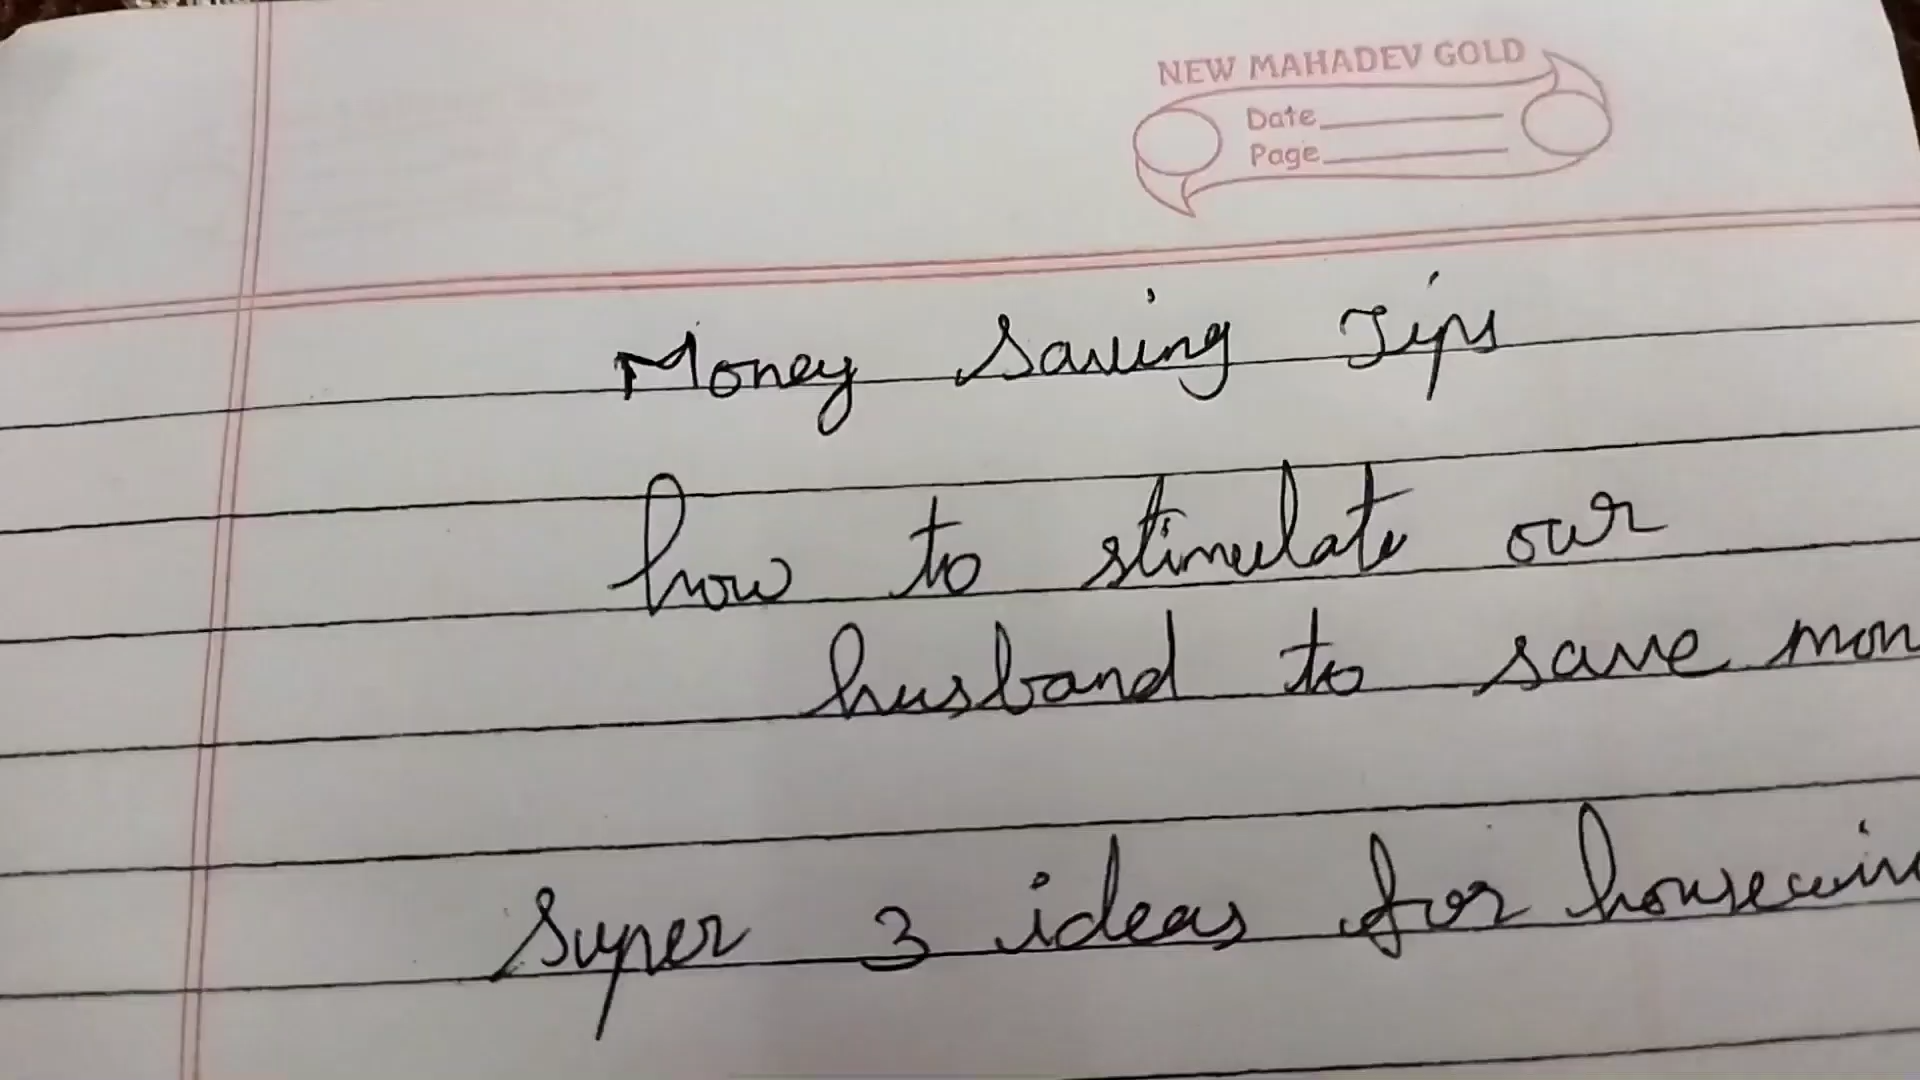 NEW MAHADEV GOLD
Date
Page
Money Saving Tips
how to stimulate our
husband to save mon
Super 3 ideas for housewiv